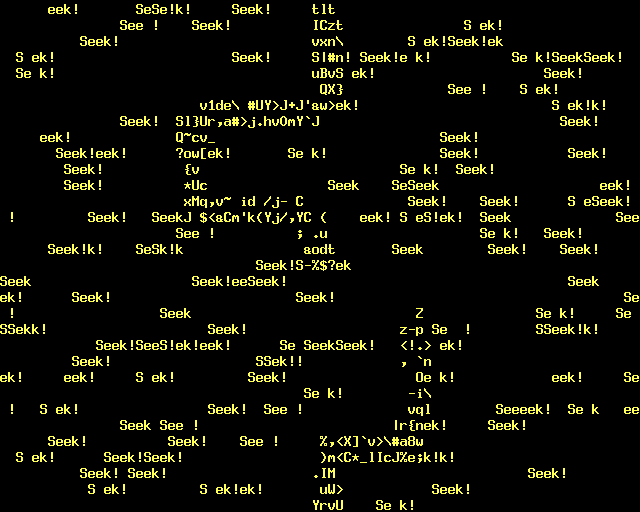 eek! SeSe!k! Seek! tlt
See ! Seek! ICzt S ek!
Seek! vxn\ S ek!Seek!ek
S ek! Seek! Sl#n! Seek!e k! Se k!SeekSeek!
Se k! uBvS ek! Seek!
QX} See ! S ek!
v1de\ #UY>J+J'&w>ek! S ek!k!
Seek! Sl}Ur,a#>j.hvOmY`J
eek! Q~cv_ Seek!
Seek!eek! ?ow[ek! Se k! Seek! Seek!
Seek! {v Se k! Seek!
Seek! *Uc Seek SeSeek eek!
xMq,v~ id /j- C Seek! Seek! S eSeek!
! Seek! SeekJ $<&Cm'k(Yj/,YC ( eek! S eS!ek! Seek
See ! ; .u Se k! Seek!
Seek!k! SeSk!k &odt Seek Seek! Seek!
Seek!S-%$?ek
Seek Seek!eeSeek! Seek
ek! Seek! Seek! Se
! Seek Z Se k! Se
SSekk! Seek! z-p Se ! SSeek!k!
Seek!SeeS!ek!eek! Se SeekSeek! <!.> ek!
Seek! SSek!! , `n
ek! eek! S ek! Seek! Oe k! eek! Se
Se k! -i\
! S ek! Seek! See ! vql Seeeek! Se k ee
Seek See ! lr{nek! Seek!
Seek! Seek! See ! %,<X]`v>\#a8w
S ek! Seek!Seek! )m<C*_lIcJ%e;k!k!
Seek! Seek! .IM Seek!
S ek! S ek!ek! uW> Seek!
YrvU Se k!